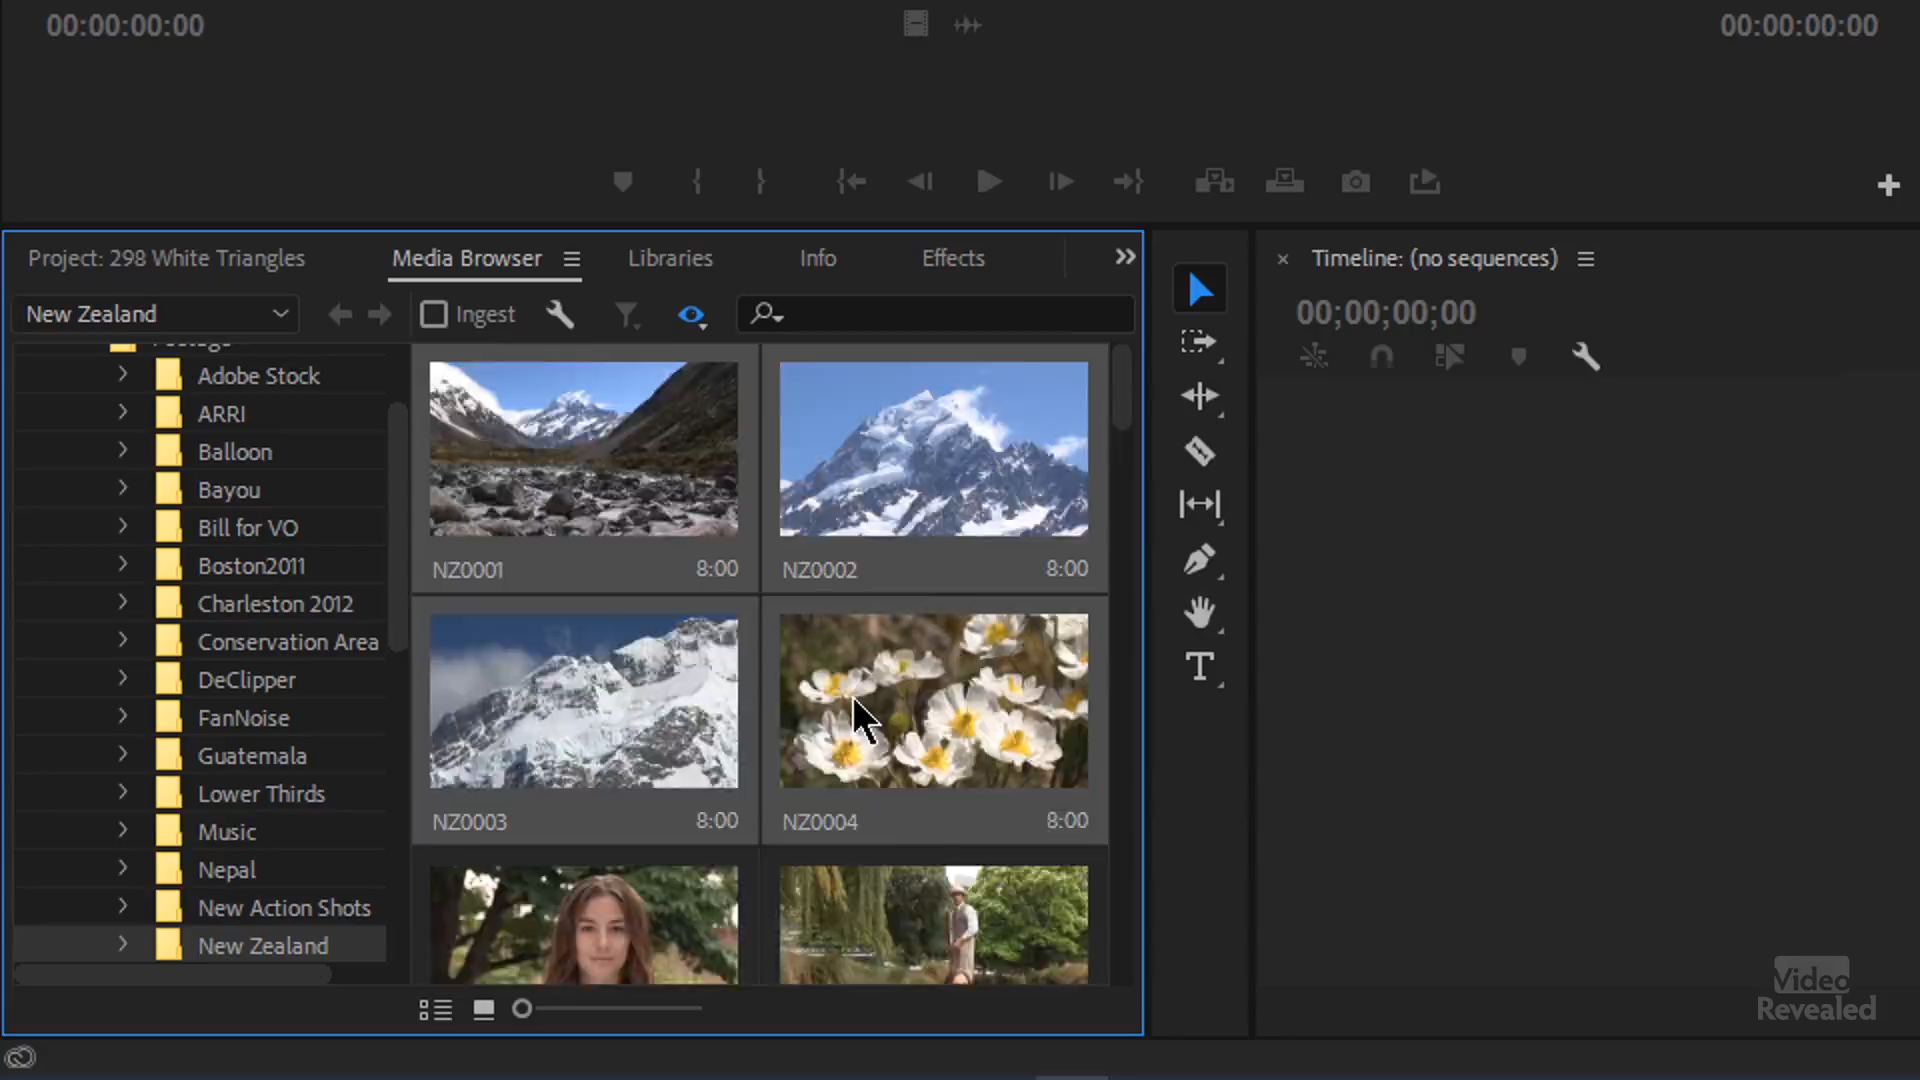 00:00:00:00
00:00:00:00
Project: 298 White Triangles
Media Browser
Libraries
Info
Effects
Timeline: (no sequences)
New Zealand
Ingest
00;00;00;00
Footage
Adobe Stock
ARRI
Balloon
Bayou
Bill for VO
Boston2011
Charleston 2012
Conservation Area
DeClipper
FanNoise
Guatemala
Lower Thirds
Music
Nepal
New Action Shots
New Zealand
NZ0001 8:00
NZ0002 8:00
NZ0003 8:00
NZ0004 8:00
Video
Revealed